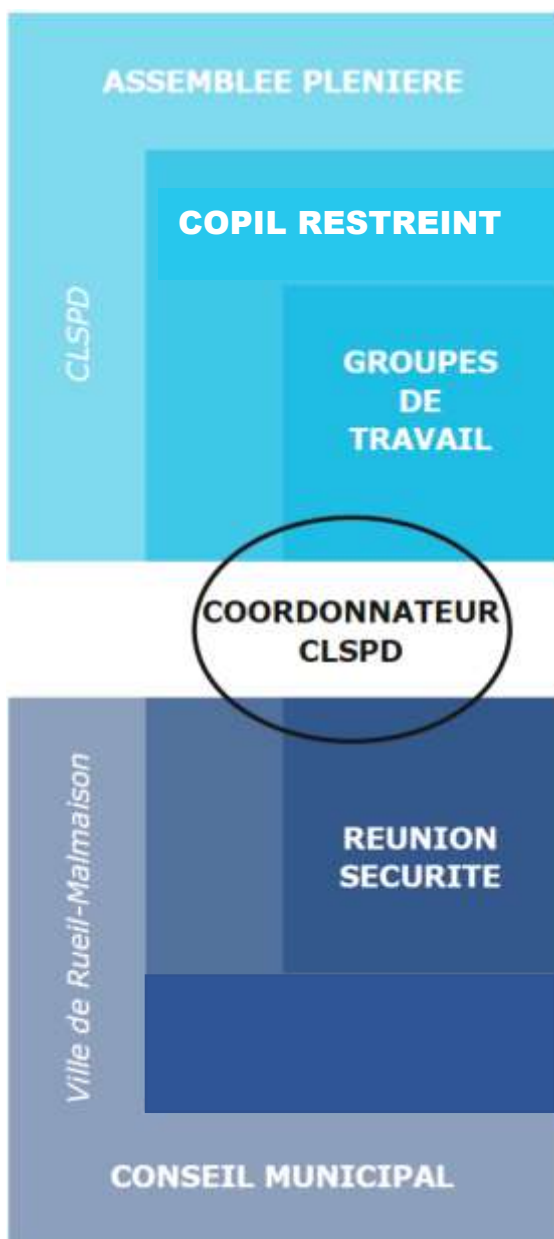 ASSEMBLEE PLENIERE
COPIL RESTREINT
CLSPD
GROUPES
DE
TRAVAIL
COORDONNATEUR
CLSPD
Ville de Rueil-Malmaison
REUNION
SECURITE
CONSEIL MUNICIPAL